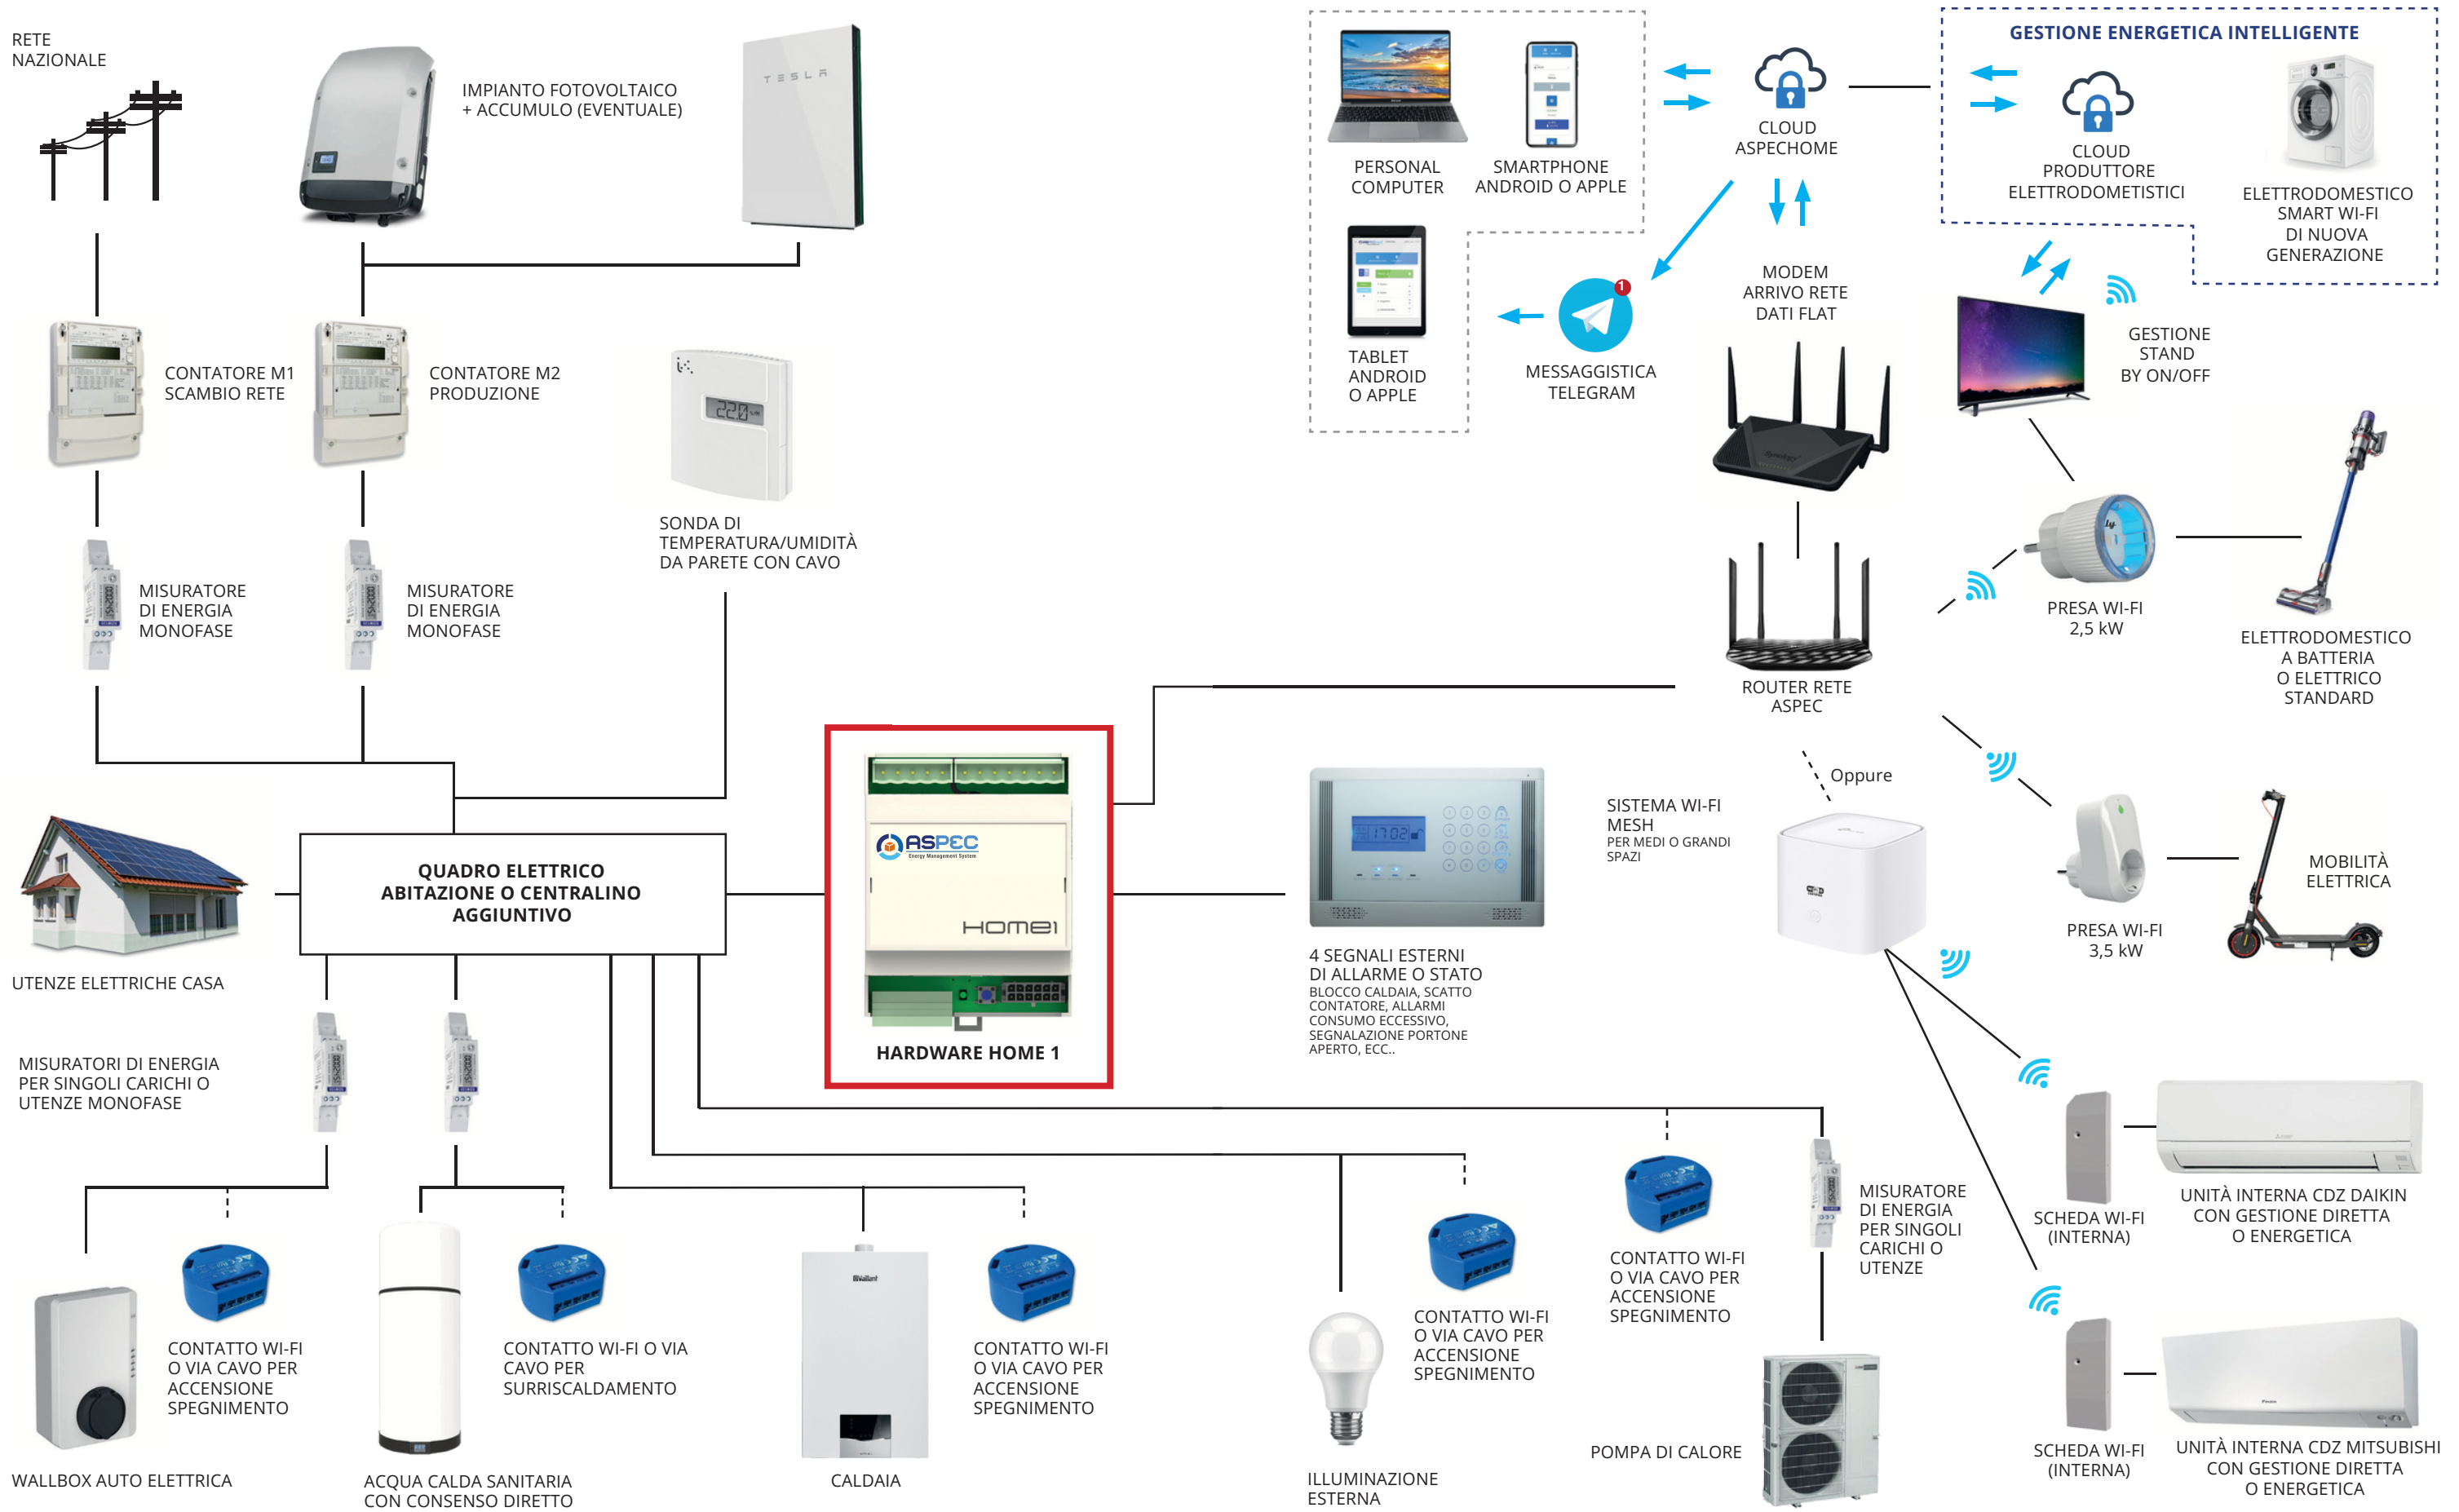 RETE
NAZIONALE
IMPIANTO FOTOVOLTAICO
+ ACCUMULO (EVENTUALE)
TESLA
PERSONAL
COMPUTER
SMARTPHONE
ANDROID O APPLE
CLOUD
ASPECHOME
GESTIONE ENERGETICA INTELLIGENTE
CLOUD
PRODUTTORE
ELETTRODOMETISTICI
ELETTRODOMESTICO
SMART WI-FI
DI NUOVA
GENERAZIONE
TABLET
ANDROID
O APPLE
1
MESSAGGISTICA
TELEGRAM
MODEM
ARRIVO RETE
DATI FLAT
Synology
GESTIONE
STAND
BY ON/OFF
CONTATORE M1
SCAMBIO RETE
CONTATORE M2
PRODUZIONE
22.0
SONDA DI
TEMPERATURA/UMIDITÀ
DA PARETE CON CAVO
MISURATORE
DI ENERGIA
MONOFASE
MISURATORE
DI ENERGIA
MONOFASE
PRESA WI-FI
2,5 kW
ELETTRODOMESTICO
A BATTERIA
O ELETTRICO
STANDARD
ROUTER RETE
ASPEC
Oppure
SISTEMA WI-FI
MESH
PER MEDI O GRANDI
SPAZI
PRESA WI-FI
3,5 kW
MOBILITÀ
ELETTRICA
UTENZE ELETTRICHE CASA
QUADRO ELETTRICO
ABITAZIONE O CENTRALINO
AGGIUNTIVO
ASPEC
Energy Management System
HOME1
HARDWARE HOME 1
17:02
4 SEGNALI ESTERNI
DI ALLARME O STATO
BLOCCO CALDAIA, SCATTO
CONTATORE, ALLARMI
CONSUMO ECCESSIVO,
SEGNALAZIONE PORTONE
APERTO, ECC..
MISURATORI DI ENERGIA
PER SINGOLI CARICHI O
UTENZE MONOFASE
CONTATTO WI-FI
O VIA CAVO PER
ACCENSIONE
SPEGNIMENTO
WALLBOX AUTO ELETTRICA
CONTATTO WI-FI O VIA
CAVO PER
SURRISCALDAMENTO
ACQUA CALDA SANITARIA
CON CONSENSO DIRETTO
Vaillant
CALDAIA
CONTATTO WI-FI
O VIA CAVO PER
ACCENSIONE
SPEGNIMENTO
ILLUMINAZIONE
ESTERNA
CONTATTO WI-FI
O VIA CAVO PER
ACCENSIONE
SPEGNIMENTO
CONTATTO WI-FI
O VIA CAVO PER
ACCENSIONE
SPEGNIMENTO
MISURATORE
DI ENERGIA
PER SINGOLI
CARICHI O
UTENZE
POMPA DI CALORE
SCHEDA WI-FI
(INTERNA)
UNITÀ INTERNA CDZ DAIKIN
CON GESTIONE DIRETTA
O ENERGETICA
SCHEDA WI-FI
(INTERNA)
UNITÀ INTERNA CDZ MITSUBISHI
CON GESTIONE DIRETTA
O ENERGETICA